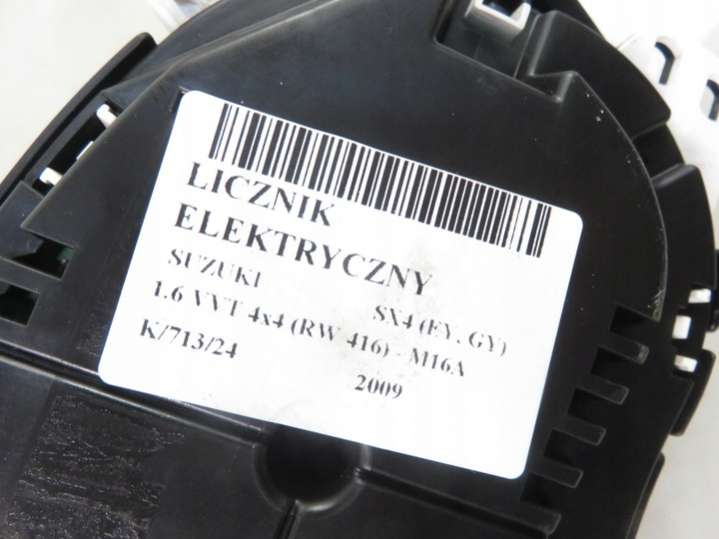 LICZNIK
ELEKTRYCZNY
SUZUKI SX4 (EY, GY)
1.6 VVT 4x4 (RW 416) - M16A
K/713/24 2009